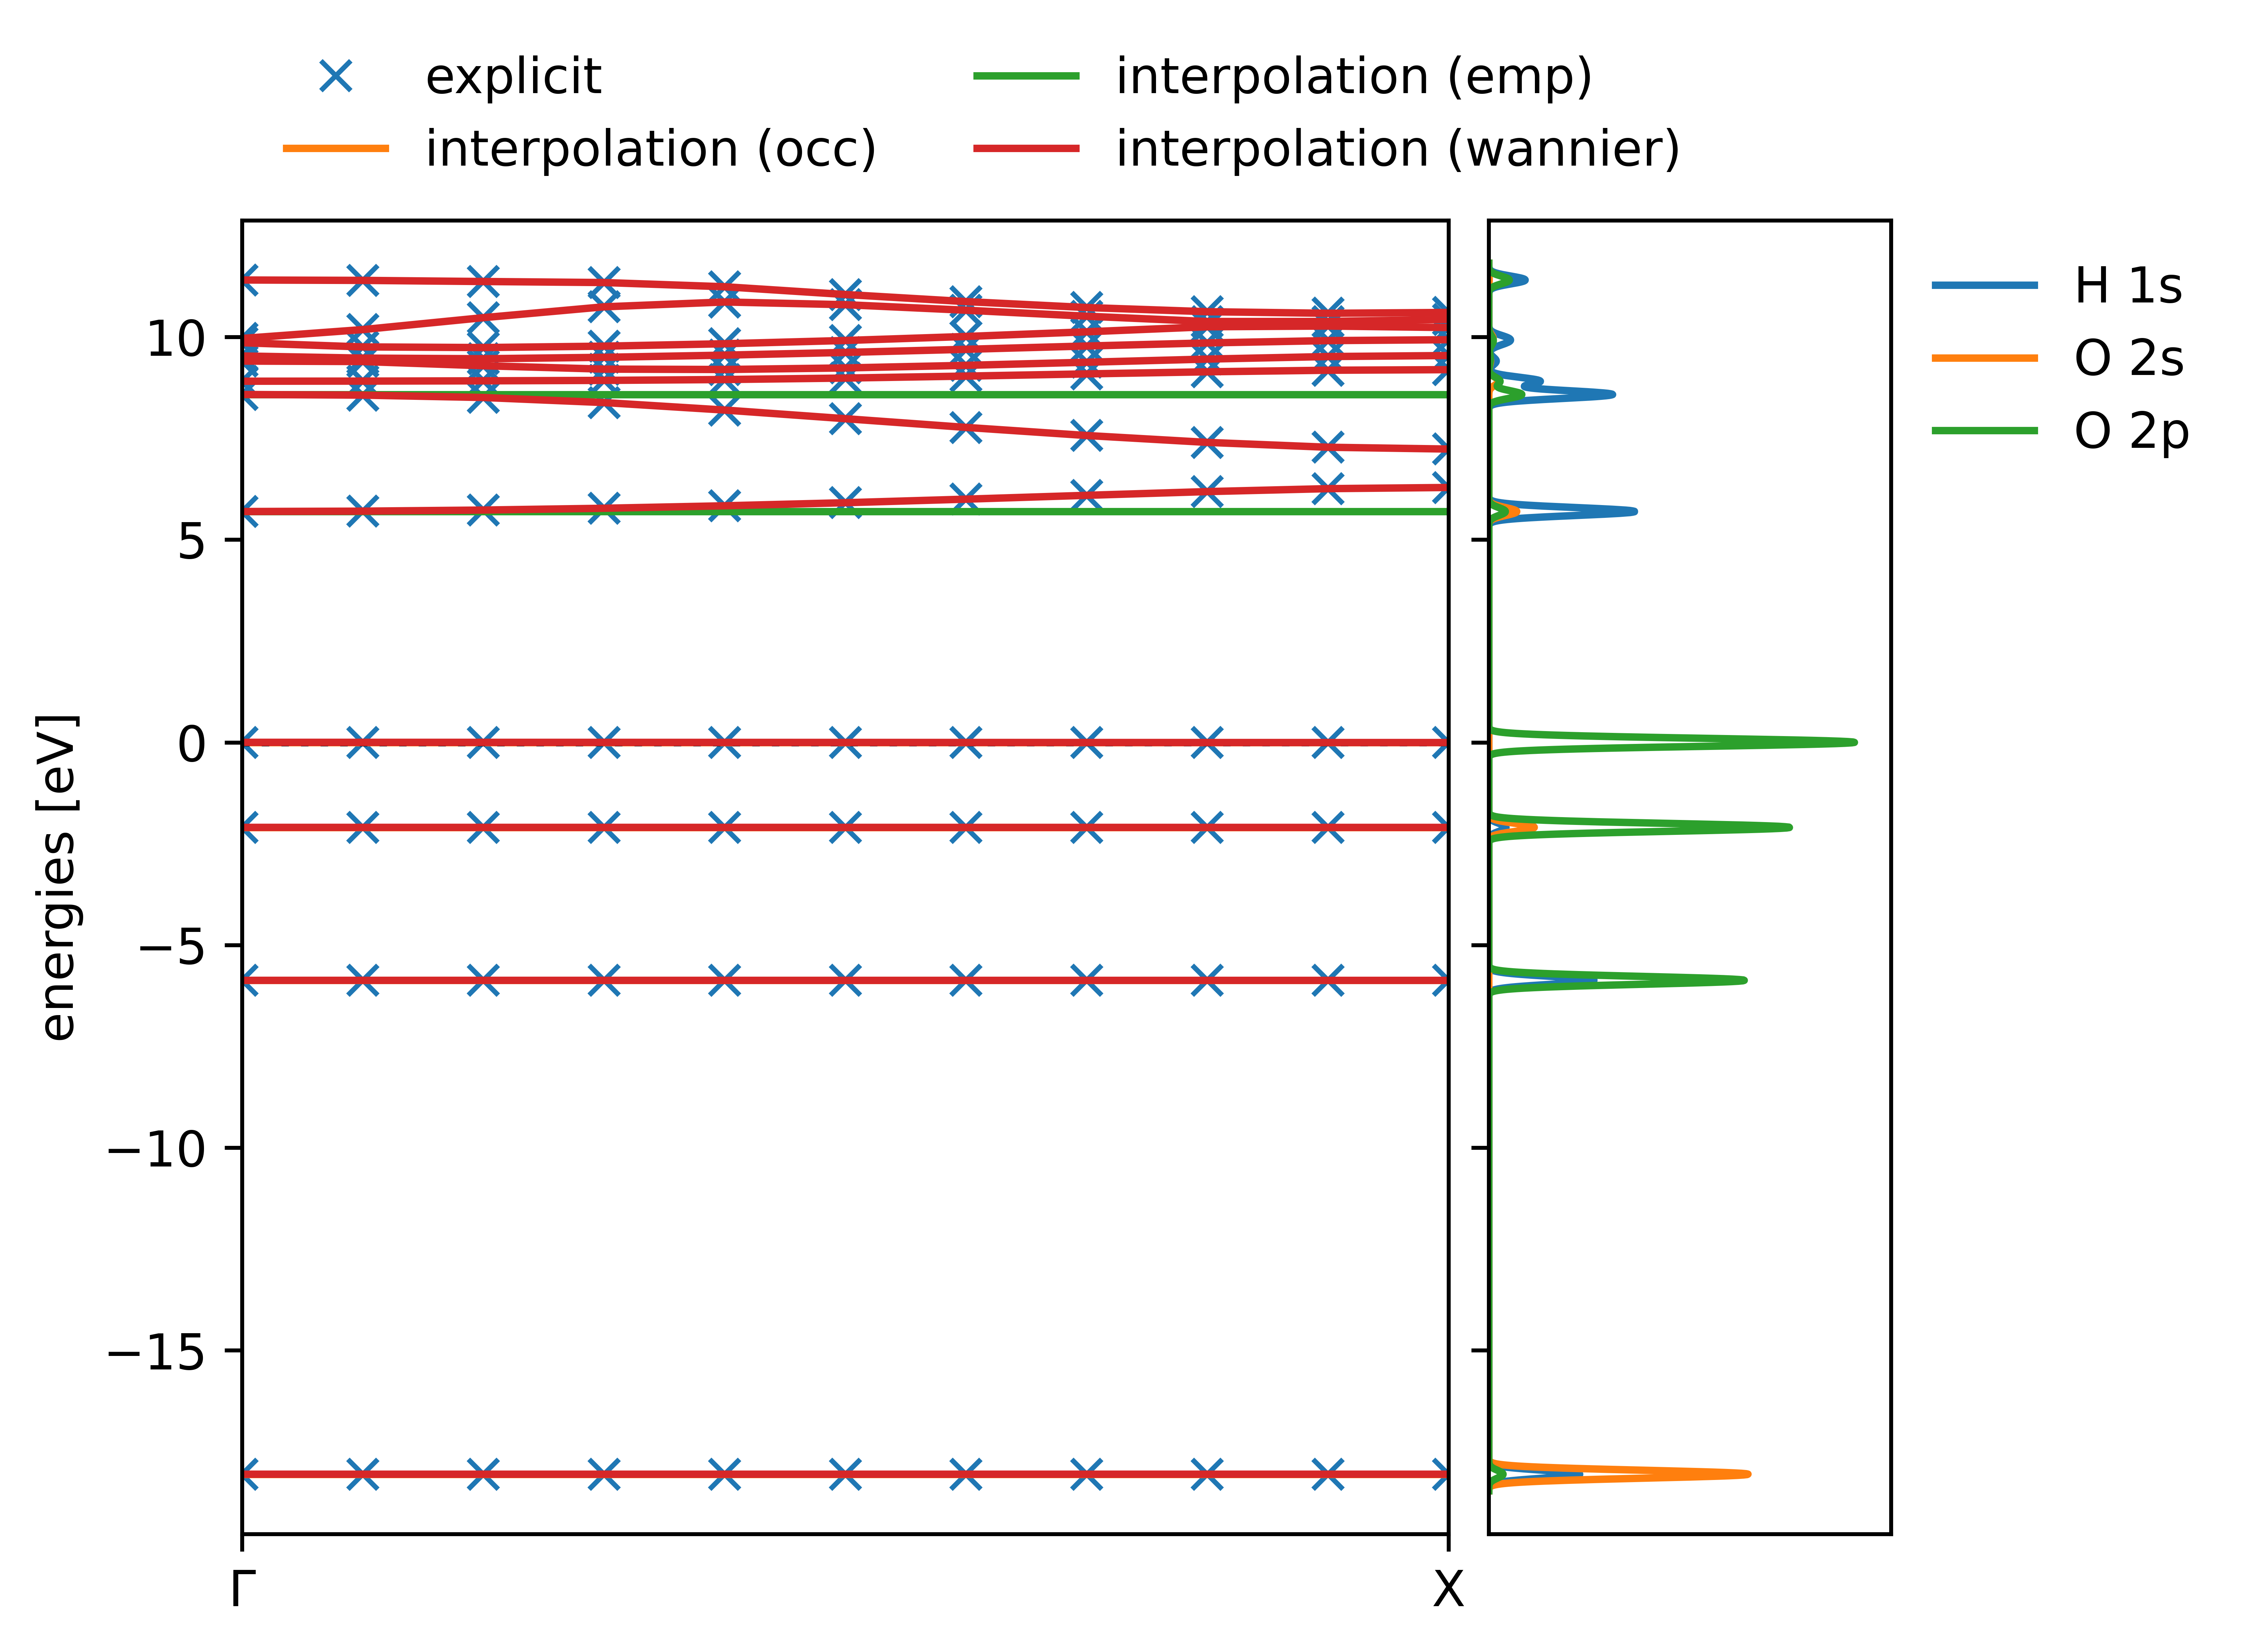 explicit
interpolation (occ)
interpolation (emp)
interpolation (wannier)
energies [eV]
10
5
0
−5
−10
−15
Γ
X
H 1s
O 2s
O 2p